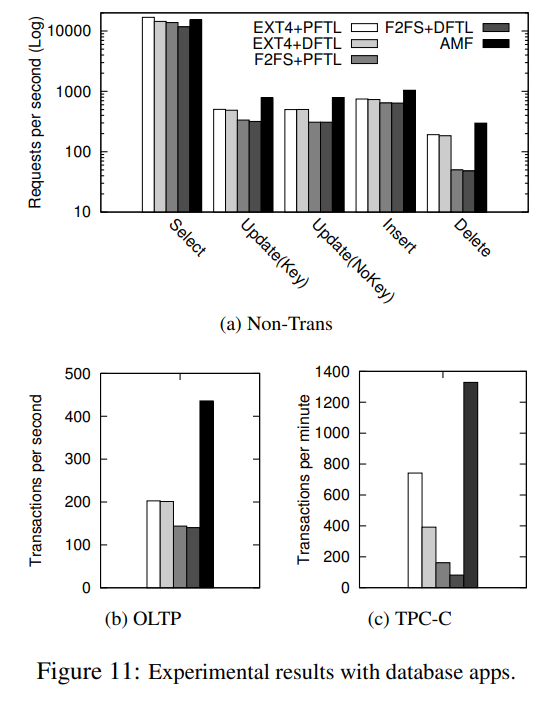 Requests per second (Log)
10000
1000
100
10
EXT4+PFTL
EXT4+DFTL
F2FS+PFTL
F2FS+DFTL
AMF
Select
Update(Key)
Update(NoKey)
Insert
Delete
(a) Non-Trans
Transactions per second
500
400
300
200
100
0
(b) OLTP
Transactions per minute
1400
1200
1000
800
600
400
200
0
(c) TPC-C
Figure 11: Experimental results with database apps.